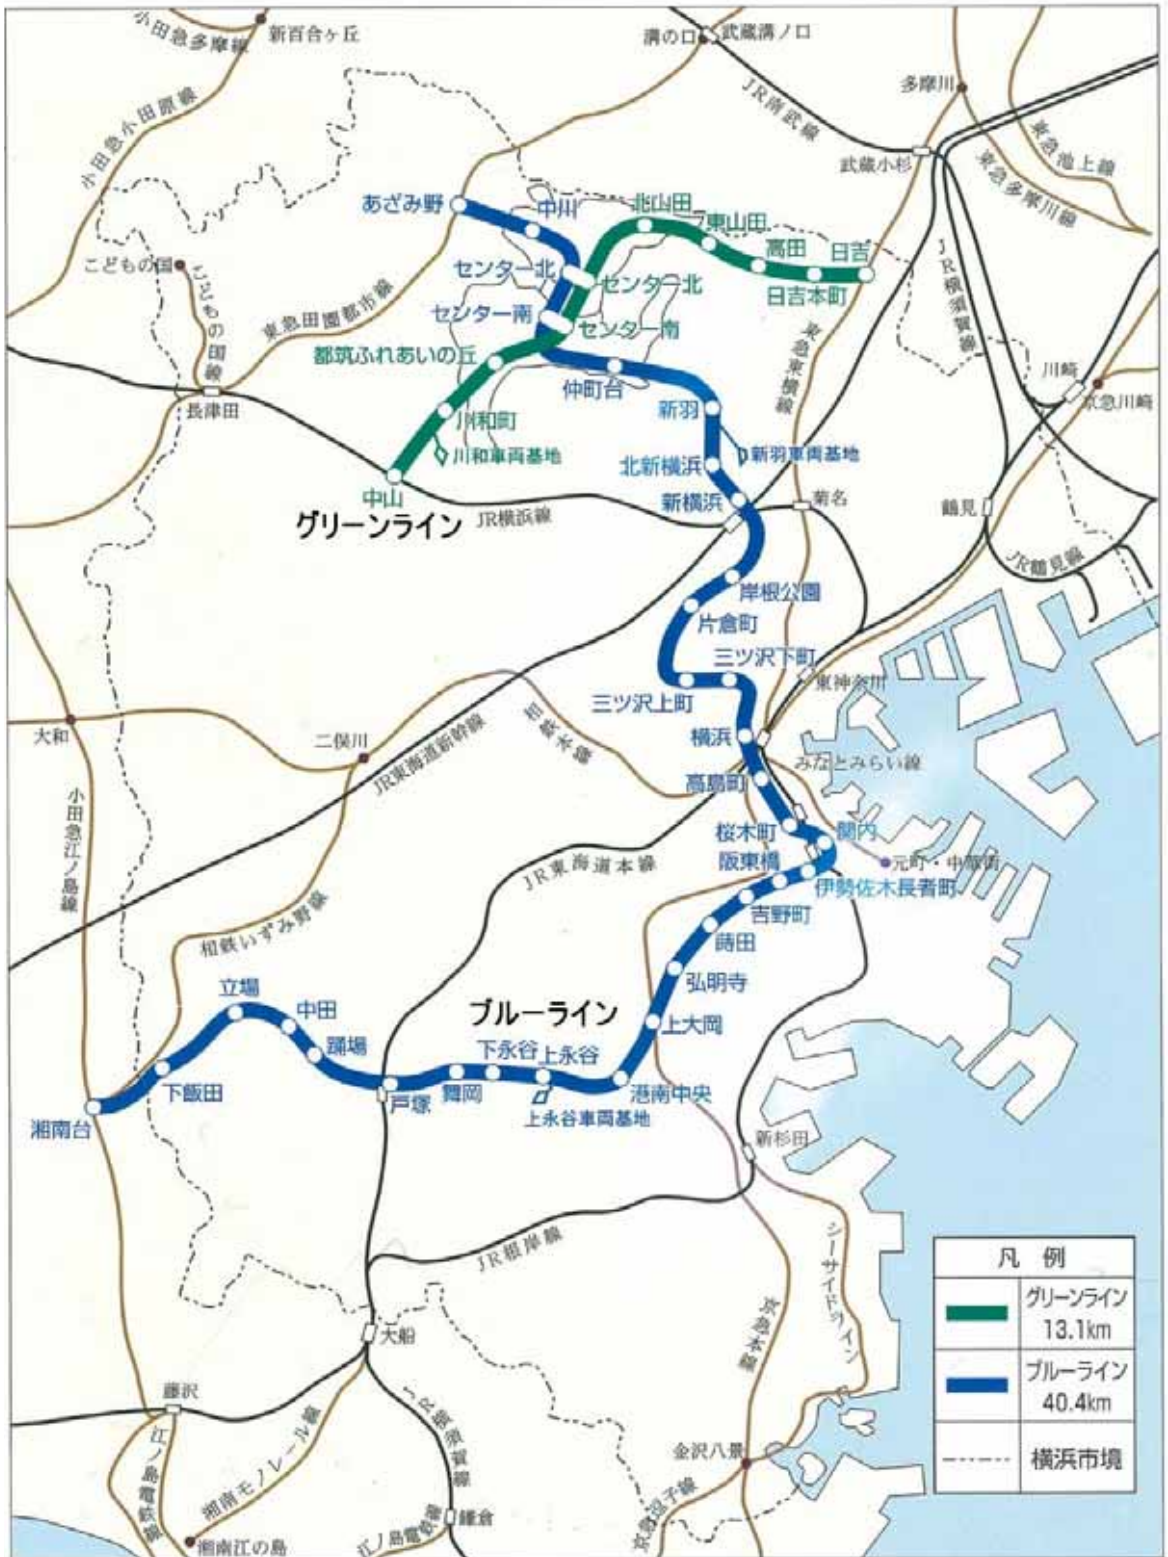 小田急多摩線
新百合ヶ丘
溝の口
武蔵溝ノ口
JR南武線
多摩川
小田急小田原線
武蔵小杉
東急池上線
東急多摩川線
あざみ野
中川
北山田
東山田
高田
日吉
日吉本町
こどもの国
こどもの国線
センター北
センター北
センター南
センター南
東急田園都市線
JR横須賀線
東急東横線
都筑ふれあいの丘
仲町台
川崎
京急川崎
長津田
川和町
新羽
川和車両基地
北新横浜
新羽車両基地
中山
新横浜
菊名
鶴見
グリーンライン
JR横浜線
JR鶴見線
岸根公園
片倉町
三ツ沢下町
東神奈川
三ツ沢上町
大和
二俣川
JR東海道新幹線
相鉄本線
横浜
みなとみらい線
高島町
小田急江ノ島線
桜木町
関内
阪東橋
元町・中華街
JR東海道本線
伊勢佐木長者町
吉野町
相鉄いずみ野線
蒔田
弘明寺
立場
中田
踊場
ブルーライン
上大岡
下永谷
上永谷
下飯田
戸塚
舞岡
港南中央
上永谷車両基地
湘南台
新杉田
JR根岸線
シーサイドライン
凡 例
グリーンライン
13.1km
ブルーライン
40.4km
横浜市境
大船
京急本線
藤沢
JR横須賀線
湘南モノレール線
江ノ島電鉄線
金沢八景
京急逗子線
鎌倉
江ノ島電鉄線
湘南江の島